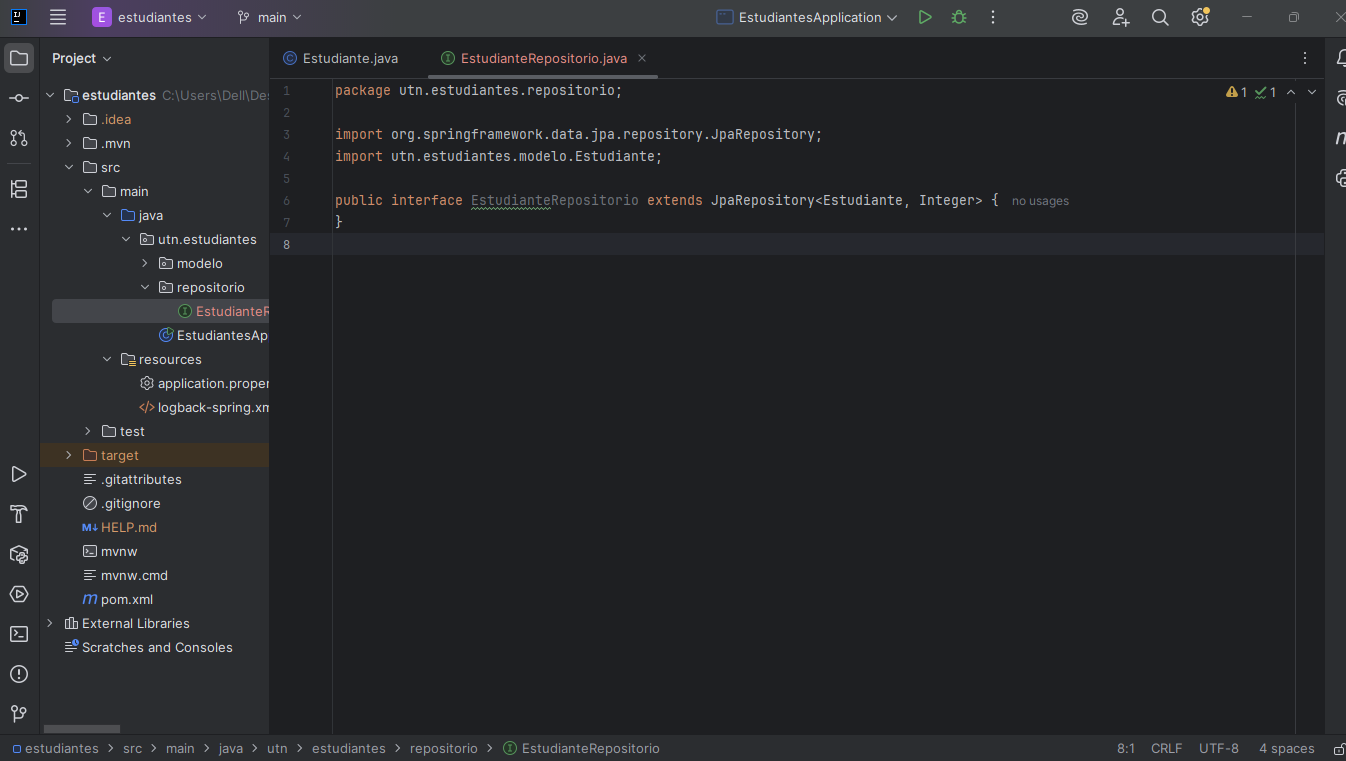 E estudiantes main EstudiantesApplication
Project
Estudiante.java EstudianteRepositorio.java
estudiantes C:\Users\Dell\Des
.idea
.mvn
src
main
java
utn.estudiantes
modelo
repositorio
EstudianteR
EstudiantesAp
resources
application.proper
logback-spring.xm
test
target
.gitattributes
.gitignore
M↓ HELP.md
mvnw
mvnw.cmd
m pom.xml
External Libraries
Scratches and Consoles
1 package utn.estudiantes.repositorio;
2
3 import org.springframework.data.jpa.repository.JpaRepository;
4 import utn.estudiantes.modelo.Estudiante;
5
6 public interface EstudianteRepositorio extends JpaRepository<Estudiante, Integer> { no usages
7 }
8
1 1
estudiantes > src > main > java > utn > estudiantes > repositorio > EstudianteRepositorio
8:1 CRLF UTF-8 4 spaces